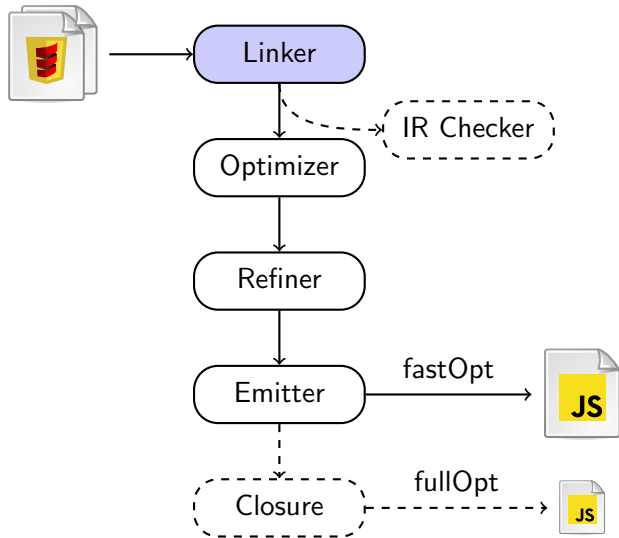 Linker
IR Checker
Optimizer
Refiner
Emitter
fastOpt
JS
Closure
fullOpt
JS